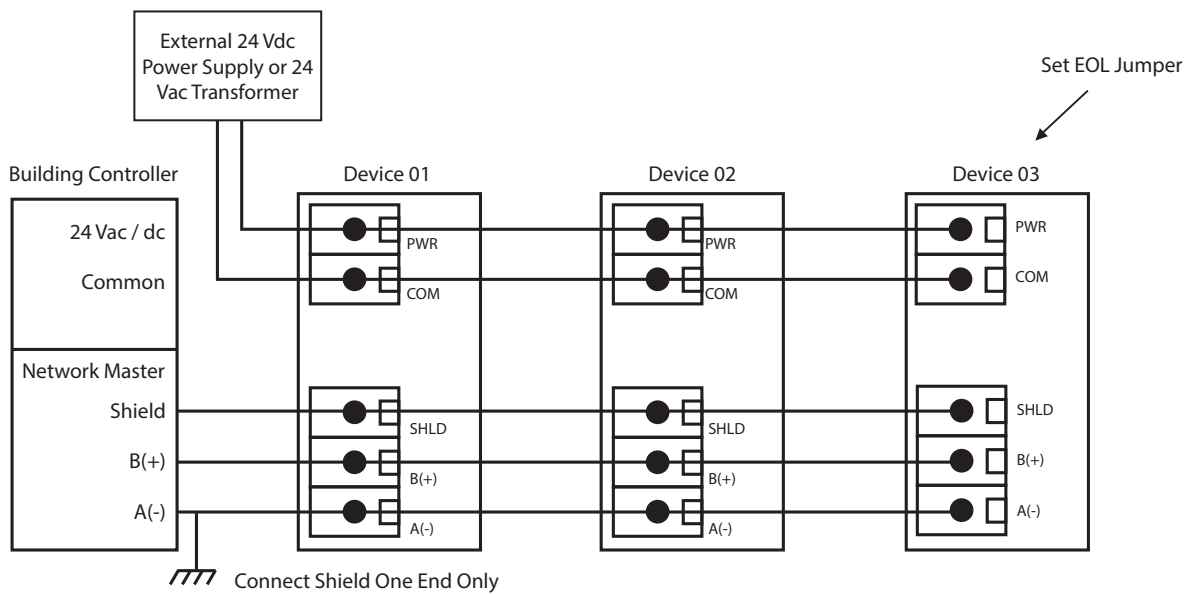 External 24 Vdc
Power Supply or 24
Vac Transformer
Set EOL Jumper
Building Controller
Device 01
Device 02
Device 03
24 Vac / dc
PWR
PWR
PWR
Common
COM
COM
COM
Network Master
Shield
SHLD
SHLD
SHLD
B(+)
B(+)
B(+)
B(+)
A(-)
A(-)
A(-)
A(-)
Connect Shield One End Only